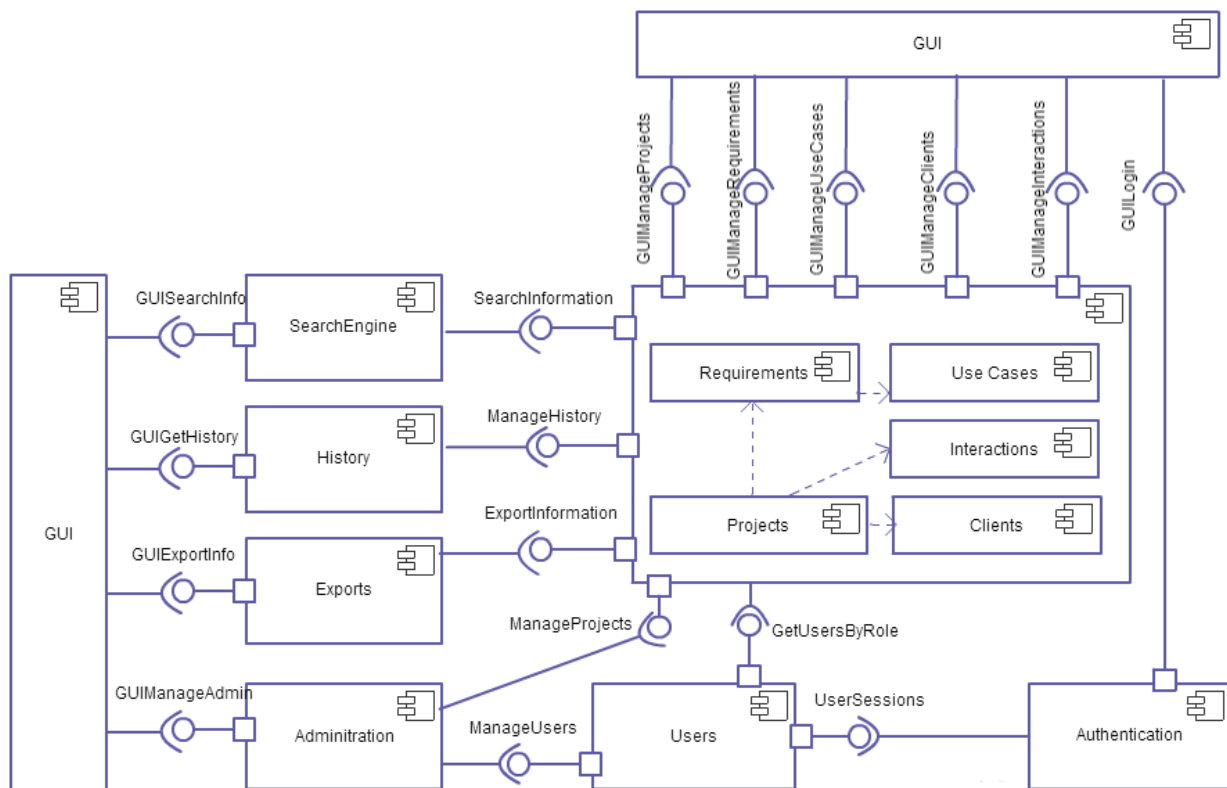 GUI
GUIManageProjects
GUIManageRequirements
GUIManageUseCases
GUIManageClients
GUIManageInteractions
GUILogin
GUISearchInfo
SearchInformation
SearchEngine
Requirements
Use Cases
GUIGetHistory
ManageHistory
History
Interactions
GUI
GUIExportInfo
ExportInformation
Exports
Projects
Clients
ManageProjects
GetUsersByRole
GUIManageAdmin
Adminitration
ManageUsers
Users
UserSessions
Authentication